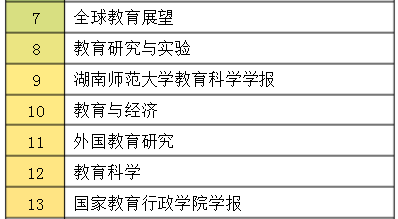 7 全球教育展望
8 教育研究与实验
9 湖南师范大学教育科学学报
10 教育与经济
11 外国教育研究
12 教育科学
13 国家教育行政学院学报